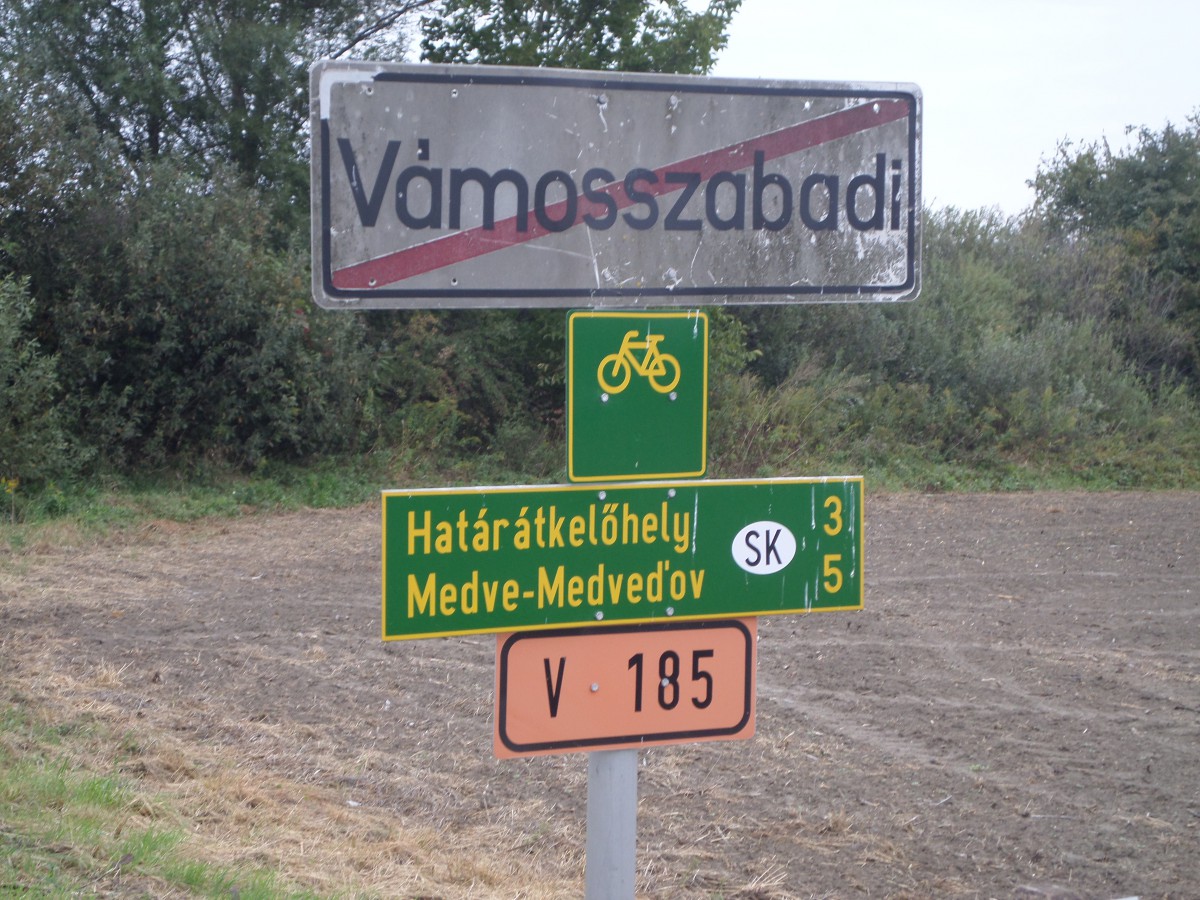 Vámosszabadi
Határátkelőhely SK 3
Medve-Medveďov 5
V 185